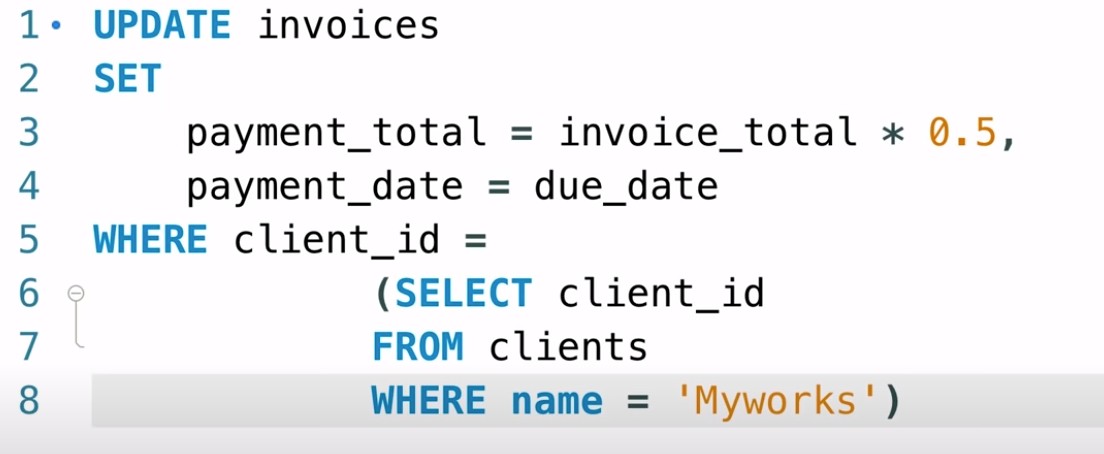 1 UPDATE invoices
2 SET
3     payment_total = invoice_total * 0.5,
4     payment_date = due_date
5 WHERE client_id =
6             (SELECT client_id
7             FROM clients
8             WHERE name = 'Myworks')